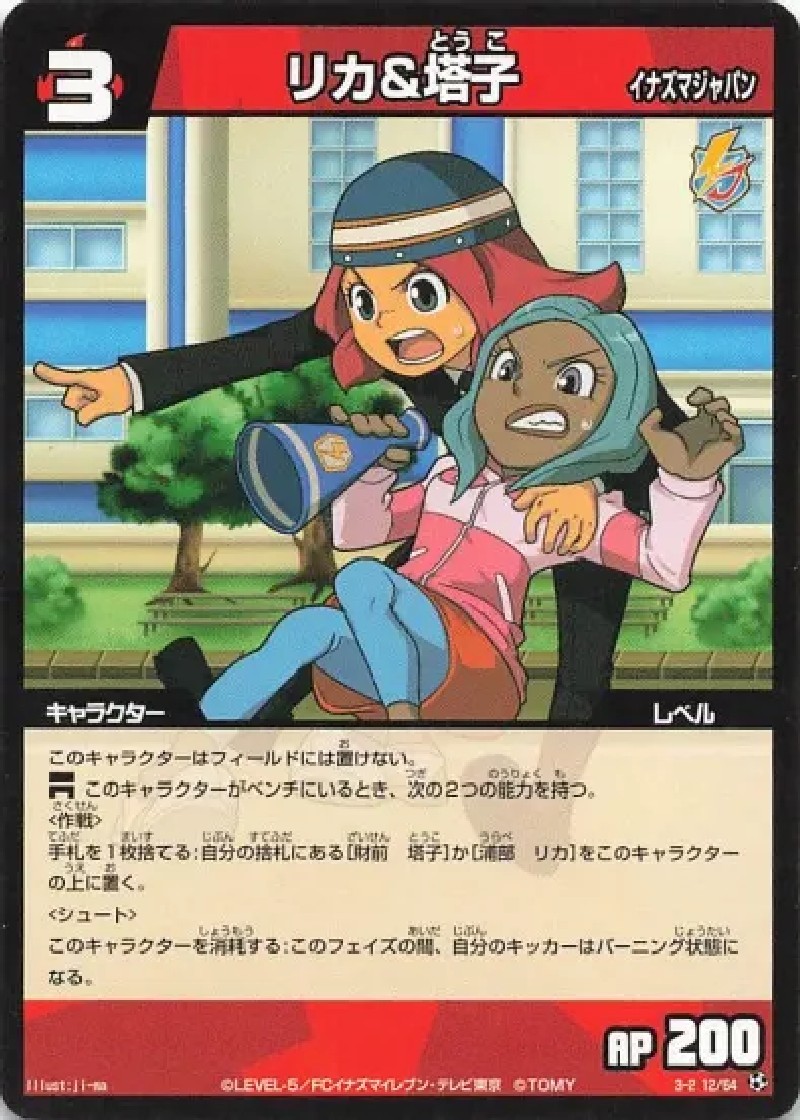 3
とうこ
リカ&塔子
イナズマジャパン
キャラクター
レベル
このキャラクターはフィールドには置けない。
このキャラクターがベンチにいるとき、次の2つの能力を持つ。
<作戦>
手札を1枚捨てる:自分の捨札にある[財前 塔子]か[浦部 リカ]をこのキャラクター
の上に置く。
<シュート>
このキャラクターを消耗する:このフェイズの間、自分のキッカーはバーニング状態に
なる。
AP 200
Illust:ji-ma
©LEVEL-5/FCイナズマイレブン・テレビ東京 ©TOMY
3-2 12/64